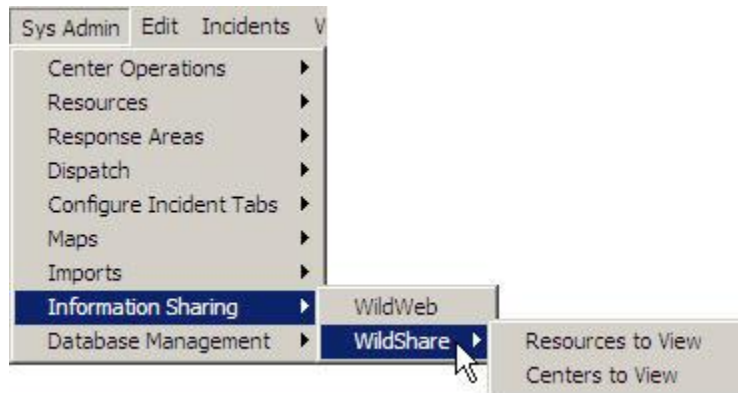 Sys Admin Edit Incidents
Center Operations
Resources
Response Areas
Dispatch
Configure Incident Tabs
Maps
Imports
Information Sharing WildWeb
Database Management WildShare Resources to View
Centers to View